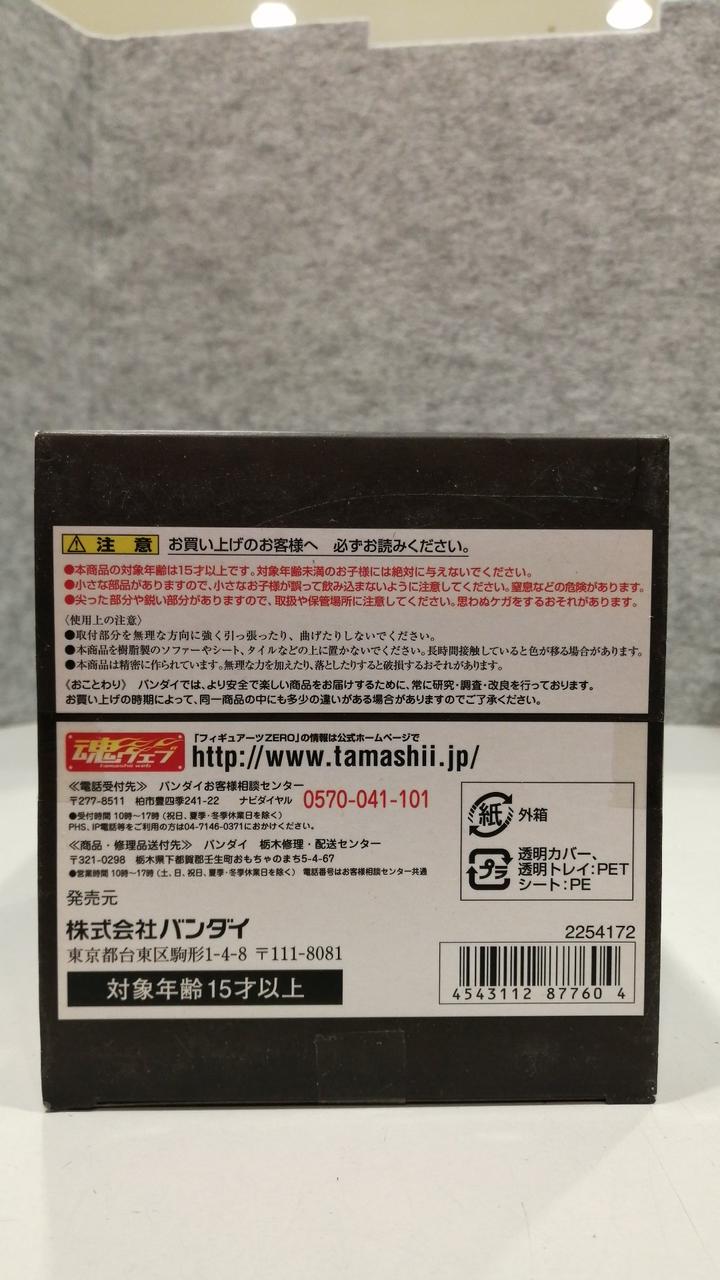 注意 お買い上げのお客様へ 必ずお読みください。
●本商品の対象年齢は15才以上です。対象年齢未満のお子様には絶対に与えないでください。
●小さな部品がありますので、小さなお子様が誤って飲み込まないように注意してください。窒息などの危険があります。
●尖った部分や鋭い部分がありますので、取扱や保管場所に注意してください。思わぬケガをするおそれがあります。
〈使用上の注意〉
●取付部分を無理な方向に強く引っ張ったり、曲げたりしないでください。
●本商品を樹脂製のソファーやシート、タイルなどの上に置かないでください。長時間接触していると色が移る場合があります。
●本商品は精密に作られています。無理な力を加えたり、落としたりすると破損するおそれがあります。
〈おことわり〉 バンダイでは、より安全で楽しい商品をお届けするために、常に研究・調査・改良を行っております。
お買い上げの時期によって、同一商品の中にも多少の違いがある場合がありますのでご了承ください。
魂ウェブ
tamashii web
「フィギュアーツZERO」の情報は公式ホームページで
http://www.tamashii.jp/
≪電話受付先≫ バンダイお客様相談センター
〒277-8511 柏市豊四季241-22 ナビダイヤル 0570-041-101
●受付時間 10時〜17時(祝日、夏季・冬季休業日を除く)
PHS、IP電話等をご利用の方は04-7146-0371におかけください。
≪商品・修理品送付先≫ バンダイ 栃木修理・配送センター
〒321-0298 栃木県下都賀郡壬生町おもちゃのまち5-4-67
●営業時間 10時〜17時(土、日、祝日、夏季・冬季休業日を除く) 電話番号はお客様相談センター共通
紙 外箱
プラ 透明カバー、
透明トレイ:PET
シート:PE
発売元
株式会社バンダイ
東京都台東区駒形1-4-8 〒111-8081
対象年齢15才以上
2254172
4543112 87760 4